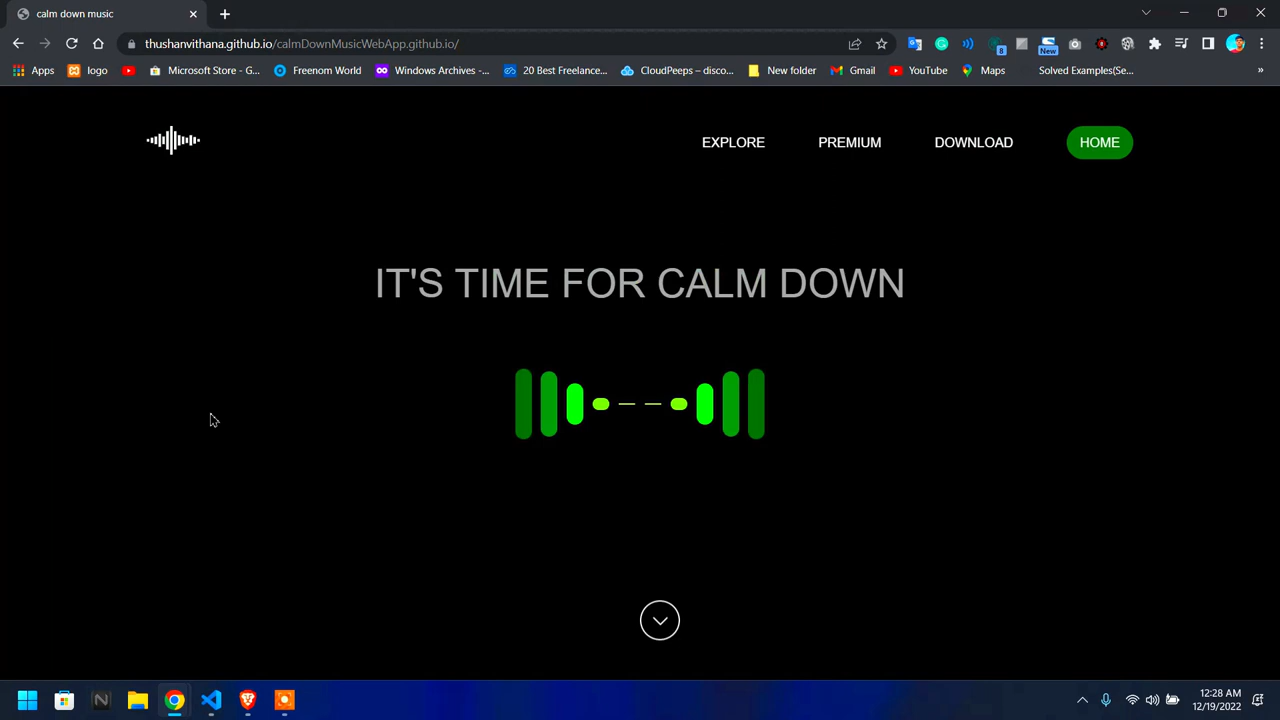 calm down music
thushanvithana.github.io/calmDownMusicWebApp.github.io/
8
New
Apps
logo
Microsoft Store - G...
Freenom World
Windows Archives -...
20 Best Freelance...
CloudPeeps – disco...
New folder
Gmail
YouTube
Maps
Solved Examples(Se...
»
EXPLORE
PREMIUM
DOWNLOAD
HOME
IT'S TIME FOR CALM DOWN
N
12:28 AM
12/19/2022